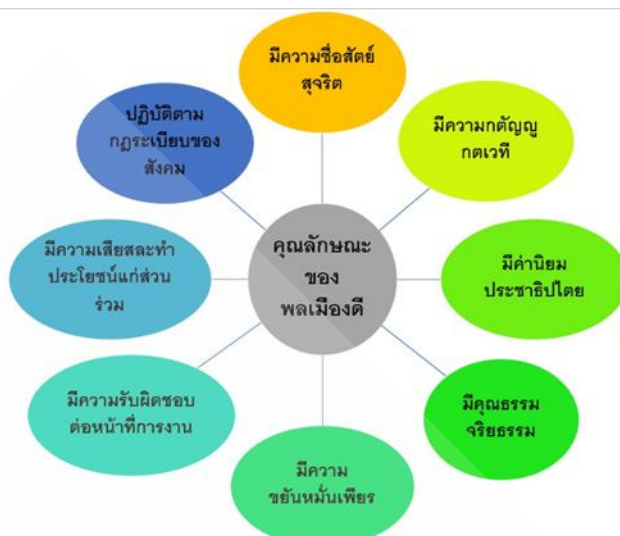 มีความซื่อสัตย์
สุจริต
มีความกตัญญู
กตเวที
มีค่านิยม
ประชาธิปไตย
มีคุณธรรม
จริยธรรม
มีความ
ขยันหมั่นเพียร
มีความรับผิดชอบ
ต่อหน้าที่การงาน
มีความเสียสละทำ
ประโยชน์แก่ส่วน
ร่วม
ปฏิบัติตาม
กฎระเบียบของ
สังคม
คุณลักษณะ
ของ
พลเมืองดี